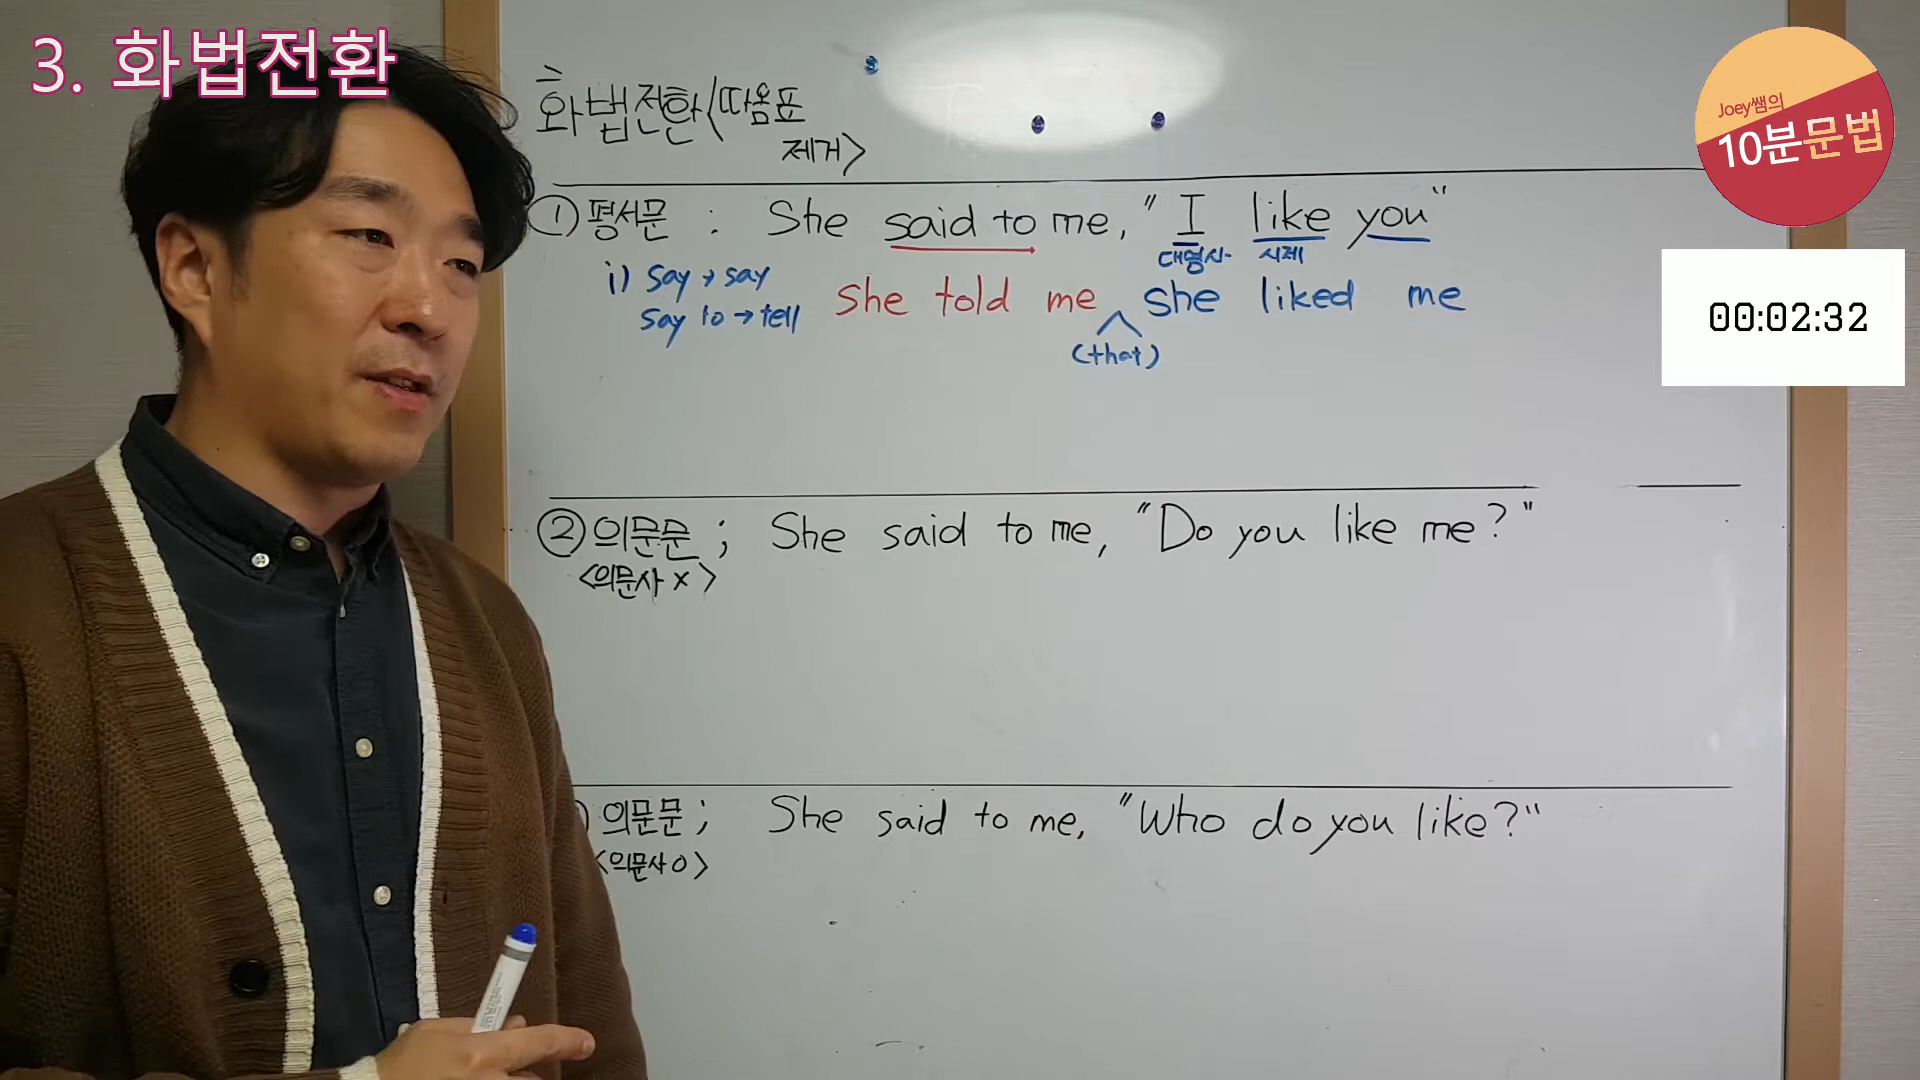 3. 화법전환
Joey쌤의
10분문법
00:02:32
화법전환<따옴표
제거>
① 평서문 : She said to me, "I like you"
대명사 시제
i) say → say
say to → tell
She told me she liked me
(that)
② 의문문 ; She said to me, "Do you like me?"
<의문사 x>
의문문 ; She said to me, "Who do you like?"
<의문사 o>